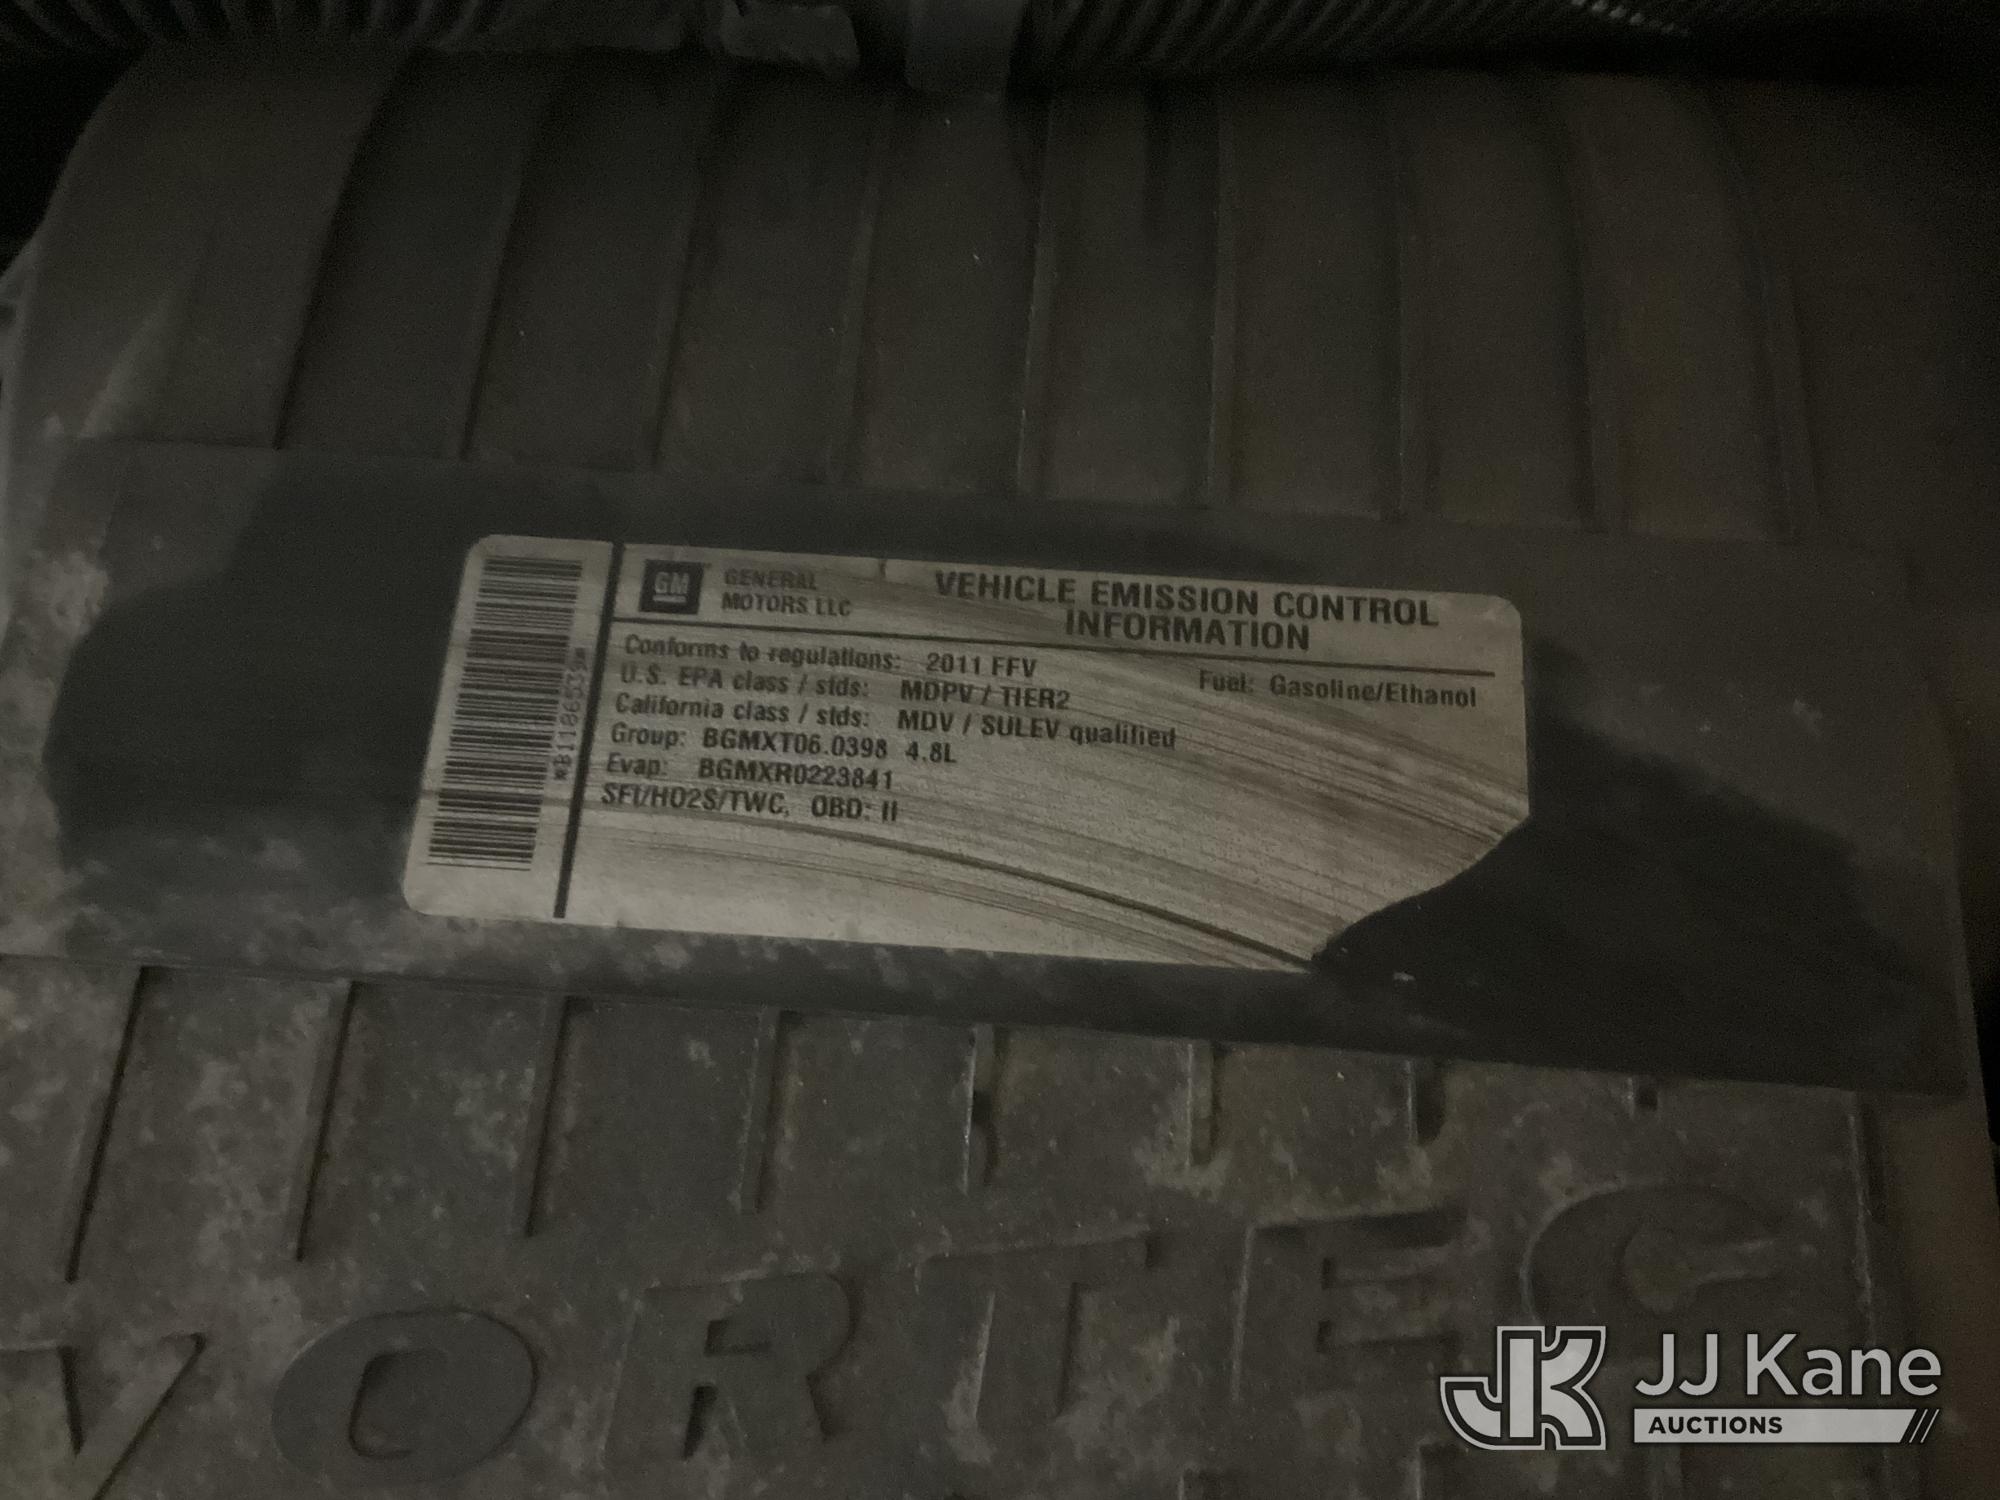 GM GENERAL MOTORS LLC
VEHICLE EMISSION CONTROL
INFORMATION
Conforms to regulations: 2011 FFV
Fuel: Gasoline/Ethanol
U.S. EPA class / stds: MDPV / TIER2
California class / stds: MDV / SULEV qualified
Group: BGMXT06.0398 4.8L
Evap: BGMXR0223841
SFI/HO2S/TWC, OBD: II
VORTEC
JK JJ Kane
AUCTIONS